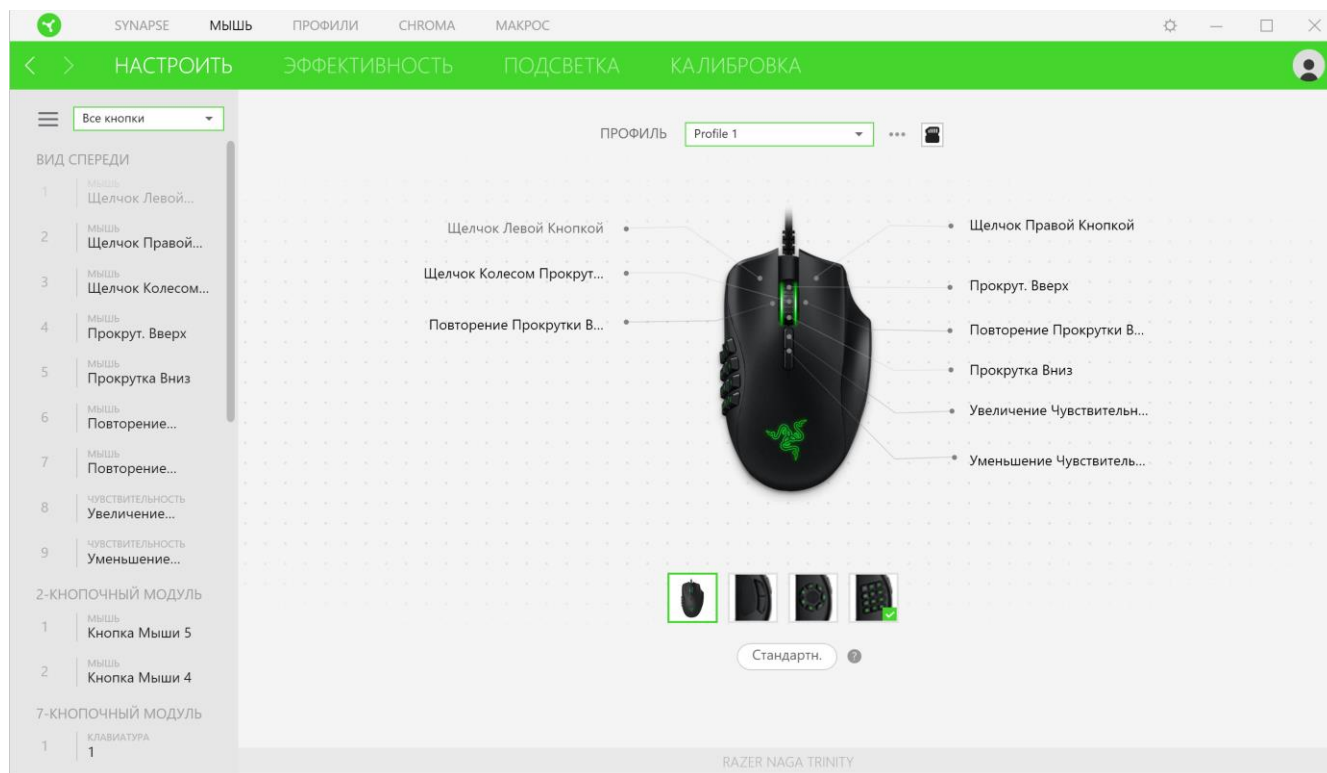 SYNAPSE МЫШЬ ПРОФИЛИ CHROMA МАКРОС
НАСТРОИТЬ ЭФФЕКТИВНОСТЬ ПОДСВЕТКА КАЛИБРОВКА
Все кнопки
ПРОФИЛЬ Profile 1
ВИД СПЕРЕДИ
1 МЫШЬ
Щелчок Левой...
2 МЫШЬ
Щелчок Правой...
3 МЫШЬ
Щелчок Колесом...
4 МЫШЬ
Прокрут. Вверх
5 МЫШЬ
Прокрутка Вниз
6 МЫШЬ
Повторение...
7 МЫШЬ
Повторение...
8 ЧУВСТВИТЕЛЬНОСТЬ
Увеличение...
9 ЧУВСТВИТЕЛЬНОСТЬ
Уменьшение...
2-КНОПОЧНЫЙ МОДУЛЬ
1 МЫШЬ
Кнопка Мыши 5
2 МЫШЬ
Кнопка Мыши 4
7-КНОПОЧНЫЙ МОДУЛЬ
1 КЛАВИАТУРА
1
Щелчок Левой Кнопкой
Щелчок Колесом Прокрут...
Повторение Прокрутки В...
Щелчок Правой Кнопкой
Прокрут. Вверх
Повторение Прокрутки В...
Прокрутка Вниз
Увеличение Чувствительн...
Уменьшение Чувствитель...
Стандартн. ?
RAZER NAGA TRINITY